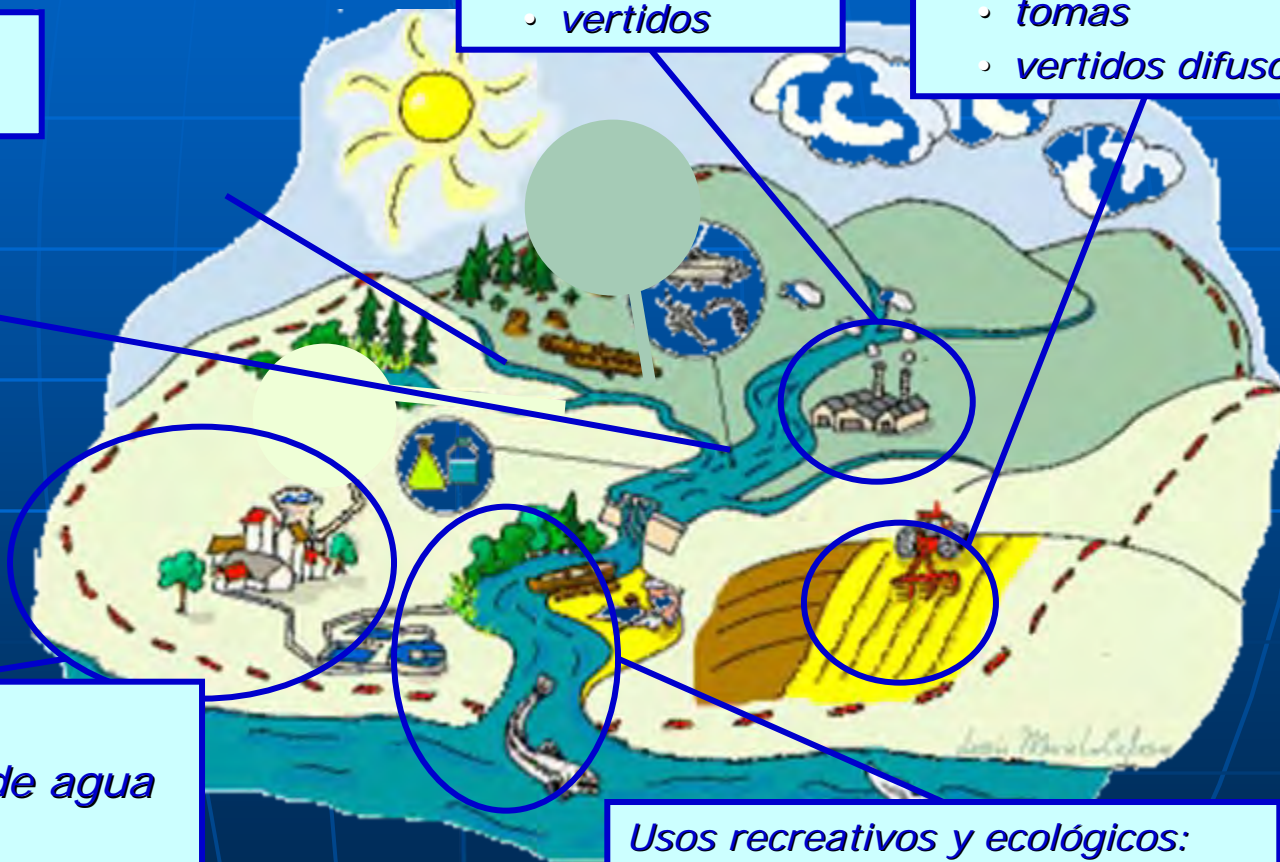 • vertidos
• tomas
• vertidos difuso
de agua
Usos recreativos y ecológicos: